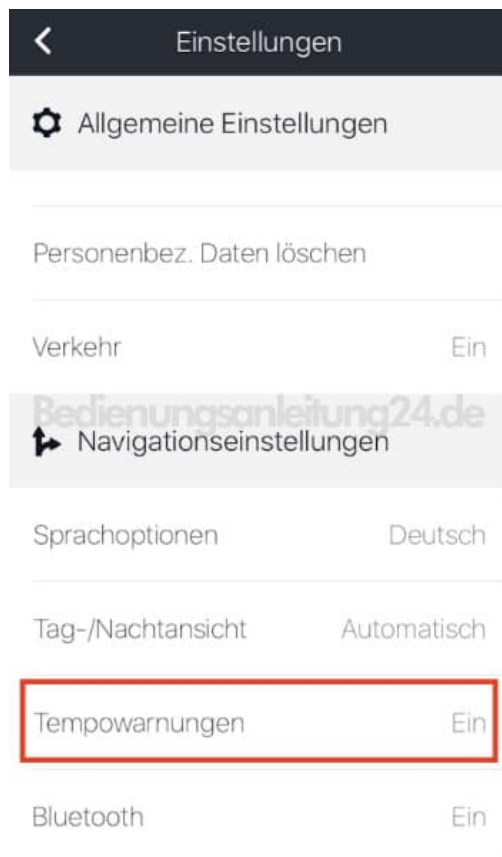 Einstellungen
Allgemeine Einstellungen
Personenbez. Daten löschen
Verkehr Ein
Bedienungsanleitung24.de
Navigationseinstellungen
Sprachoptionen Deutsch
Tag-/Nachtansicht Automatisch
Tempowarnungen Ein
Bluetooth Ein